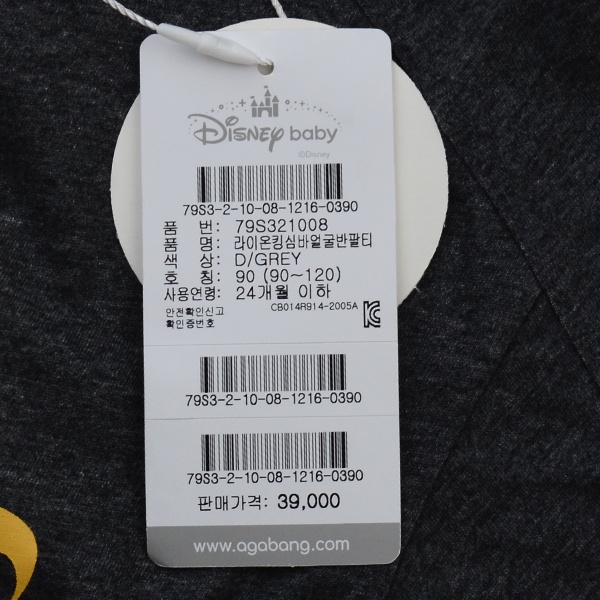 Disney baby
©Disney
79S3-2-10-08-1216-0390
품 번: 79S321008
품 명: 라이온킹심바얼굴반팔티
색 상: D/GREY
호 칭: 90 (90~120)
사용연령: 24개월 이하
안전확인신고
확인증번호
CB014R914-2005A
79S3-2-10-08-1216-0390
79S3-2-10-08-1216-0390
판매가격: 39,000
www.agabang.com